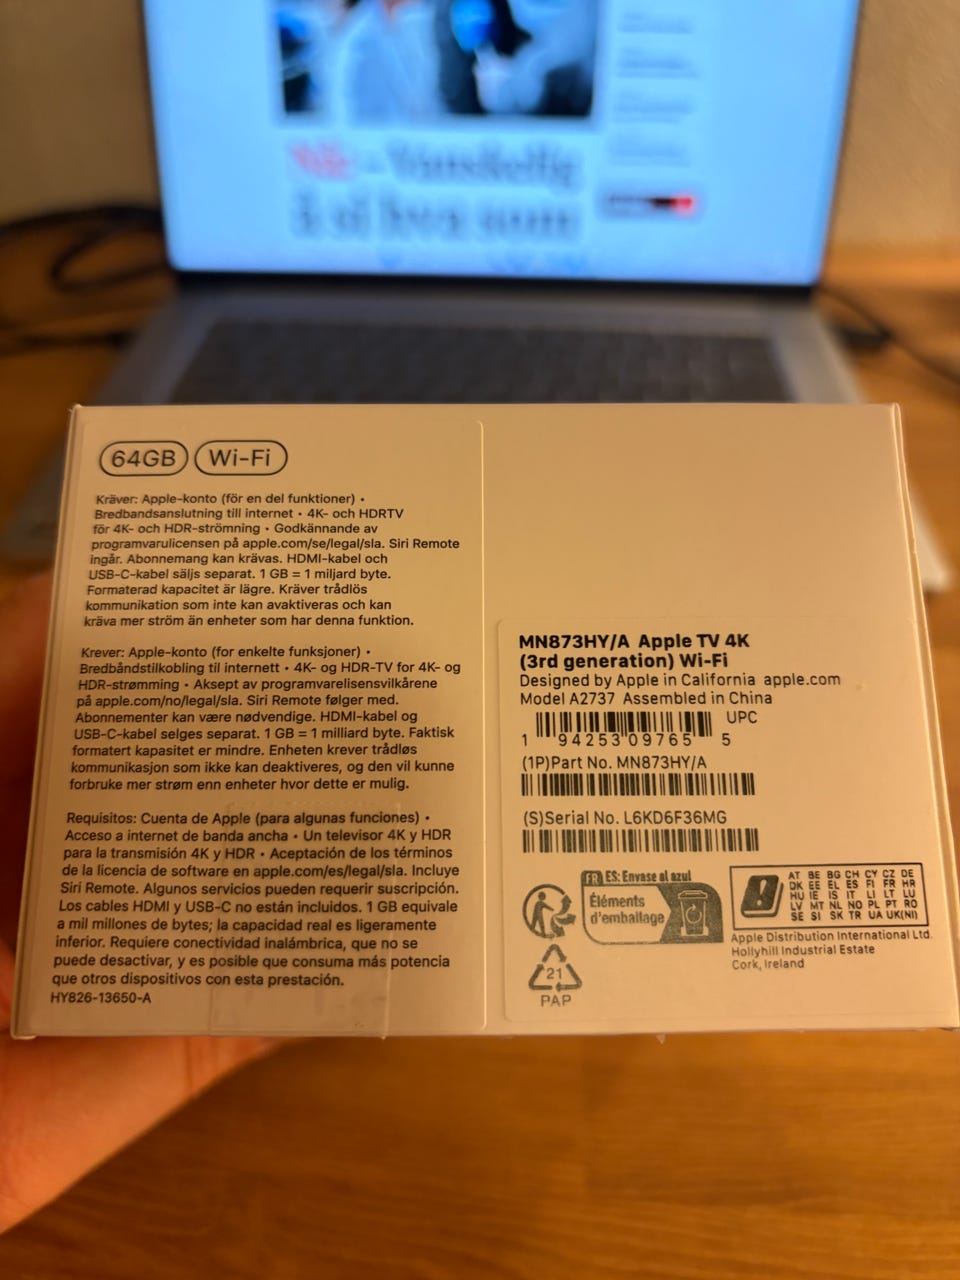 – Vanskelig
å si kva som
64GB Wi-Fi
Kräver: Apple-konto (för en del funktioner) •
Bredbandsanslutning till internet • 4K- och HDRTV
för 4K- och HDR-strömning • Godkännande av
programvarulicensen på apple.com/se/legal/sla. Siri Remote
ingår. Abonnemang kan krävas. HDMI-kabel och
USB-C-kabel säljs separat. 1 GB = 1 miljard byte.
Formaterad kapacitet är lägre. Kräver trådlös
kommunikation som inte kan avaktiveras och kan
kräva mer ström än enheter som har denna funktion.
Krever: Apple-konto (for enkelte funksjoner) •
Bredbåndstilkobling til internett • 4K- og HDR-TV for 4K- og
HDR-strømming • Aksept av programvarelisensvilkårene
på apple.com/no/legal/sla. Siri Remote følger med.
Abonnementer kan være nødvendige. HDMI-kabel og
USB-C-kabel selges separat. 1 GB = 1 milliard byte. Faktisk
formatert kapasitet er mindre. Enheten krever trådløs
kommunikasjon som ikke kan deaktiveres, og den vil kunne
forbruke mer strøm enn enheter hvor dette er mulig.
Requisitos: Cuenta de Apple (para algunas funciones) •
Acceso a internet de banda ancha • Un televisor 4K y HDR
para la transmisión 4K y HDR • Aceptación de los términos
de la licencia de software en apple.com/es/legal/sla. Incluye
Siri Remote. Algunos servicios pueden requerir suscripción.
Los cables HDMI y USB-C no están incluidos. 1 GB equivale
a mil millones de bytes; la capacidad real es ligeramente
inferior. Requiere conectividad inalámbrica, que no se
puede desactivar, y es posible que consuma más potencia
que otros dispositivos con esta prestación.
HY826-13650-A
MN873HY/A Apple TV 4K
(3rd generation) Wi-Fi
Designed by Apple in California apple.com
Model A2737 Assembled in China
UPC
1 94253 09765 5
(1P)Part No. MN873HY/A
(S)Serial No. L6KD6F36MG
FR ES: Envase al azul
Éléments
d'emballage
21
PAP
AT BE BG CH CY CZ DE
DK EE EL ES FI FR HR
HU IE IS IT LI LT LU
LV MT NL NO PL PT RO
SE SI SK TR UA UK(NI)
Apple Distribution International Ltd.
Hollyhill Industrial Estate
Cork, Ireland